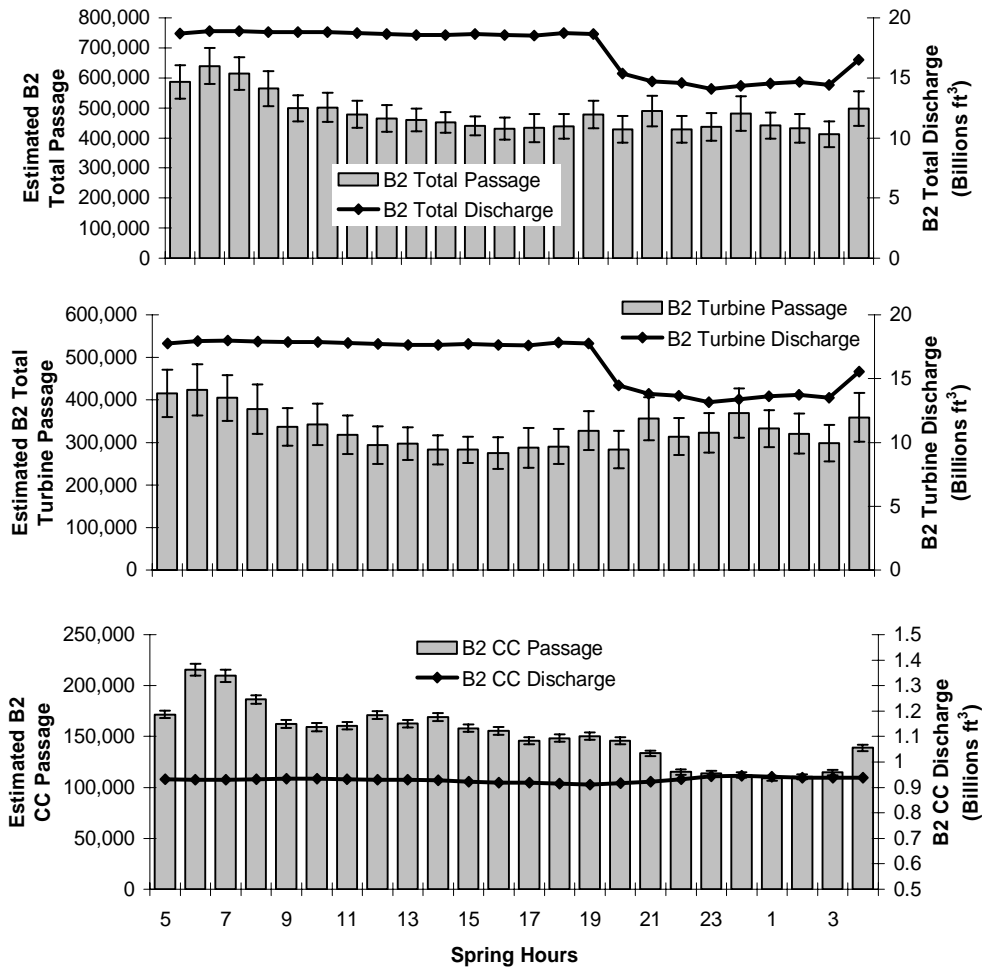 Estimated B2
Total Passage
800,000
700,000
600,000
500,000
400,000
300,000
200,000
100,000
0
B2 Total Passage
B2 Total Discharge
20
15
10
5
0
B2 Total Discharge
(Billions ft³)
Estimated B2 Total
Turbine Passage
600,000
500,000
400,000
300,000
200,000
100,000
0
B2 Turbine Passage
B2 Turbine Discharge
20
15
10
5
0
B2 Turbine Discharge
(Billions ft³)
Estimated B2
CC Passage
250,000
200,000
150,000
100,000
50,000
0
B2 CC Passage
B2 CC Discharge
1.5
1.4
1.3
1.2
1.1
1
0.9
0.8
0.7
0.6
0.5
B2 CC Discharge
(Billions ft³)
5 7 9 11 13 15 17 19 21 23 1 3
Spring Hours